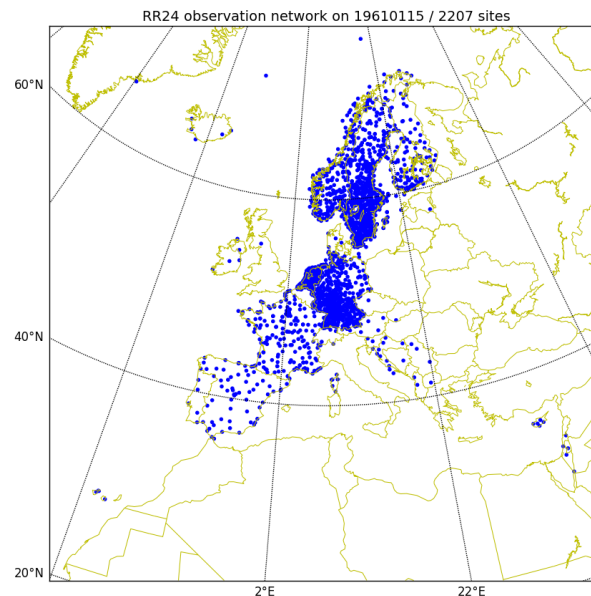 RR24 observation network on 19610115 / 2207 sites
60°N
40°N
20°N
2°E
22°E